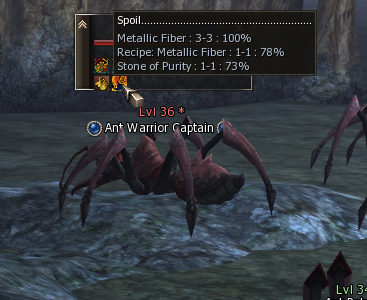 Spoil................................................
Metallic Fiber : 3-3 : 100%
Recipe: Metallic Fiber : 1-1 : 78%
Stone of Purity : 1-1 : 73%
Lvl 36 *
Ant Warrior Captain
Lvl 34